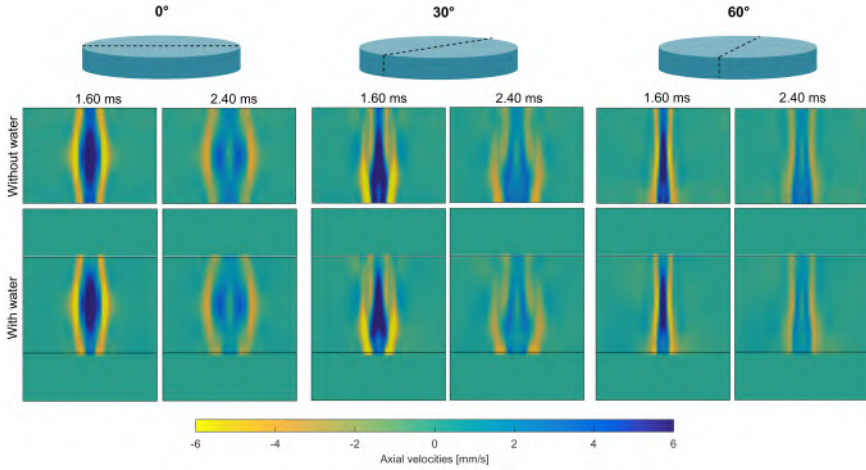 0° 30° 60°
1.60 ms 2.40 ms 1.60 ms 2.40 ms 1.60 ms 2.40 ms
Without water
With water
-6 -4 -2 0 2 4 6
Axial velocities [mm/s]